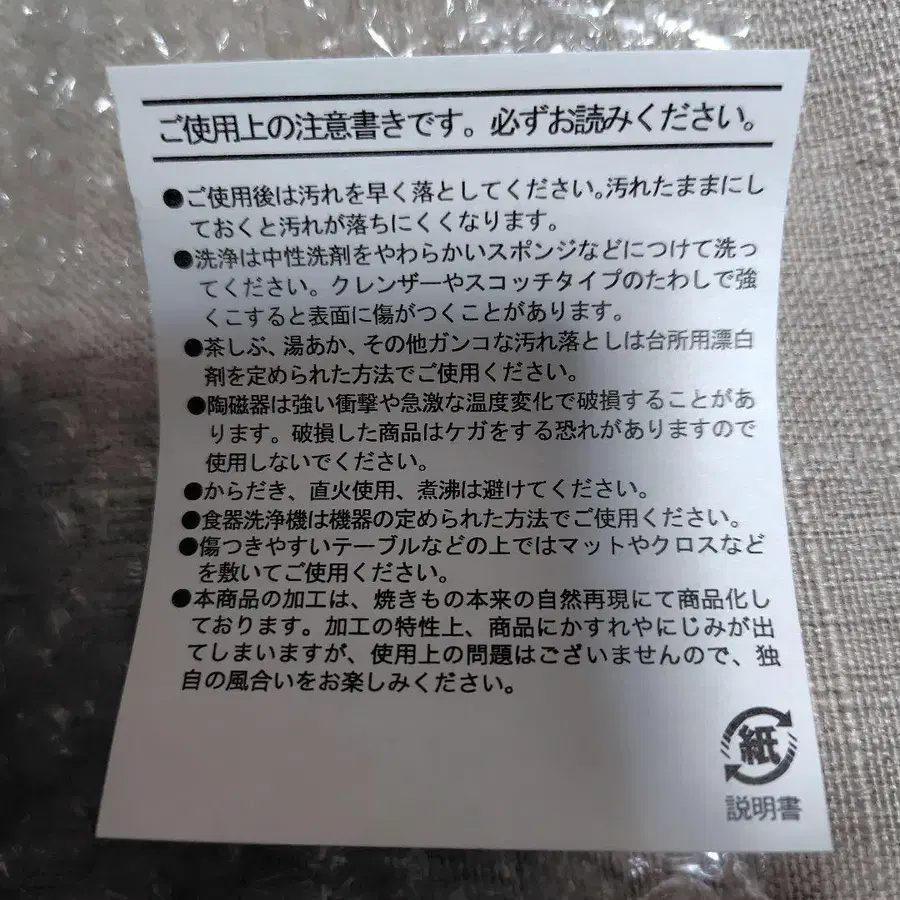 ご使用上の注意書きです。必ずお読みください。
●ご使用後は汚れを早く落としてください。汚れたままにし
ておくと汚れが落ちにくくなります。
●洗浄は中性洗剤をやわらかいスポンジなどにつけて洗っ
てください。クレンザーやスコッチタイプのたわしで強
くこすると表面に傷がつくことがあります。
●茶しぶ、湯あか、その他ガンコな汚れ落としは台所用漂白
剤を定められた方法でご使用ください。
●陶磁器は強い衝撃や急激な温度変化で破損することがあ
ります。破損した商品はケガをする恐れがありますので
使用しないでください。
●からだき、直火使用、煮沸は避けてください。
●食器洗浄機は機器の定められた方法でご使用ください。
●傷つきやすいテーブルなどの上ではマットやクロスなど
を敷いてご使用ください。
●本商品の加工は、焼きもの本来の自然再現にて商品化し
ております。加工の特性上、商品にかすれやにじみが出
てしまいますが、使用上の問題はございませんので、独
自の風合いをお楽しみください。
紙
説明書